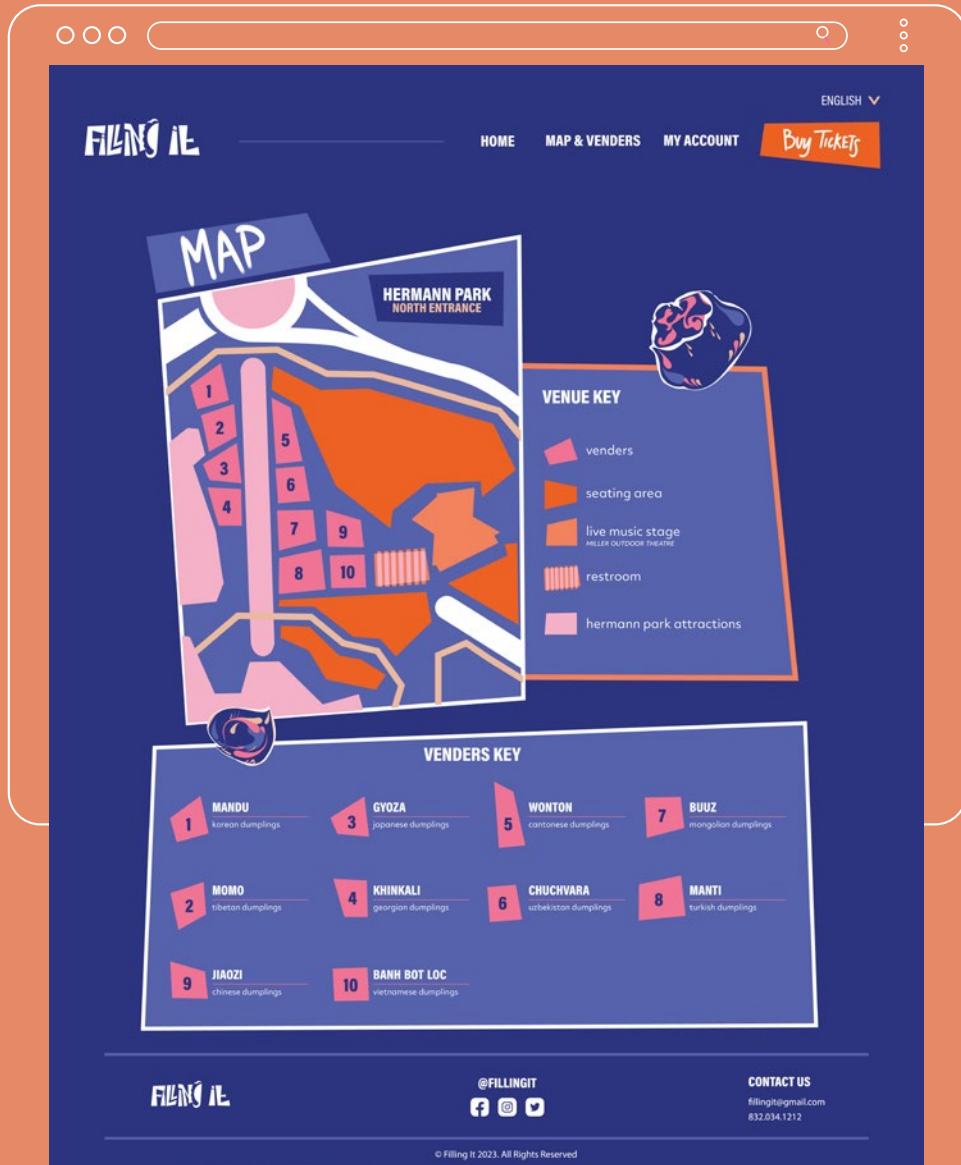 ENGLISH
FILLING IT
HOME
MAP & VENDERS
MY ACCOUNT
BUY TICKETS
MAP
HERMANN PARK
NORTH ENTRANCE
1
2
3
4
5
6
7
8
9
10
VENUE KEY
venders
seating area
live music stage
MILLER OUTDOOR THEATRE
restroom
hermann park attractions
VENDERS KEY
1
MANDU
korean dumplings
3
GYOZA
japanese dumplings
5
WONTON
cantonese dumplings
7
BUUZ
mongolian dumplings
2
MOMO
tibetan dumplings
4
KHINKALI
georgian dumplings
6
CHUCHVARA
uzbekistan dumplings
8
MANTI
turkish dumplings
9
JIAOZI
chinese dumplings
10
BANH BOT LOC
vietnamese dumplings
FILLING IT
@FILLINGIT
CONTACT US
fillingit@gmail.com
832.034.1212
© Filling It 2023. All Rights Reserved